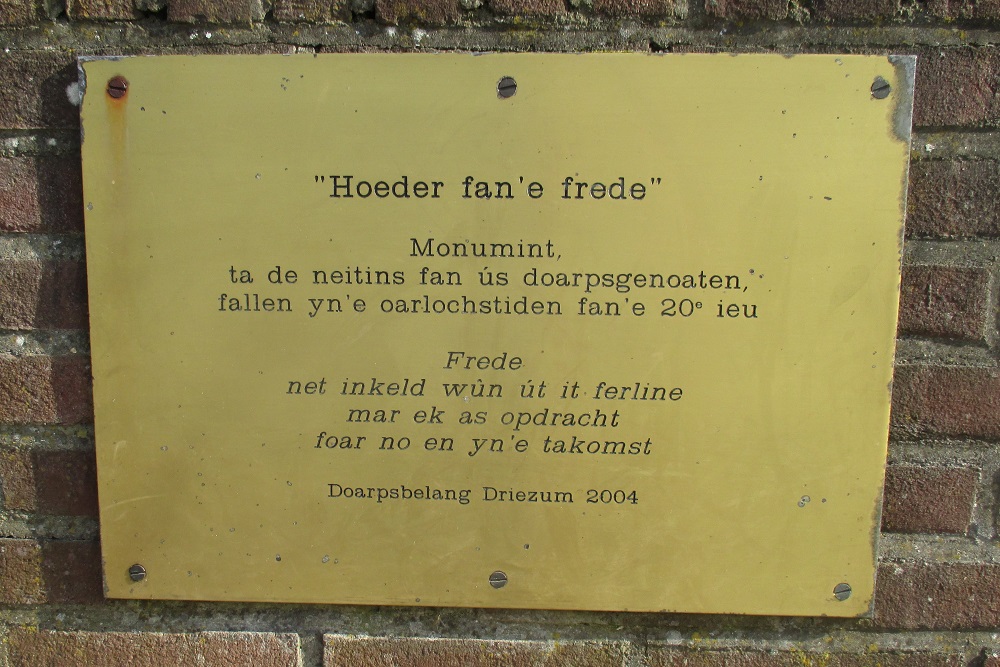 "Hoeder fan'e frede"
Monumint,
ta de neitins fan ús doarpsgenoaten,
fallen yn'e oarlochstiden fan'e 20e ieu
Frede
net inkeld wûn út it ferline
mar ek as opdracht
foar no en yn'e takomst
Doarpsbelang Driezum 2004